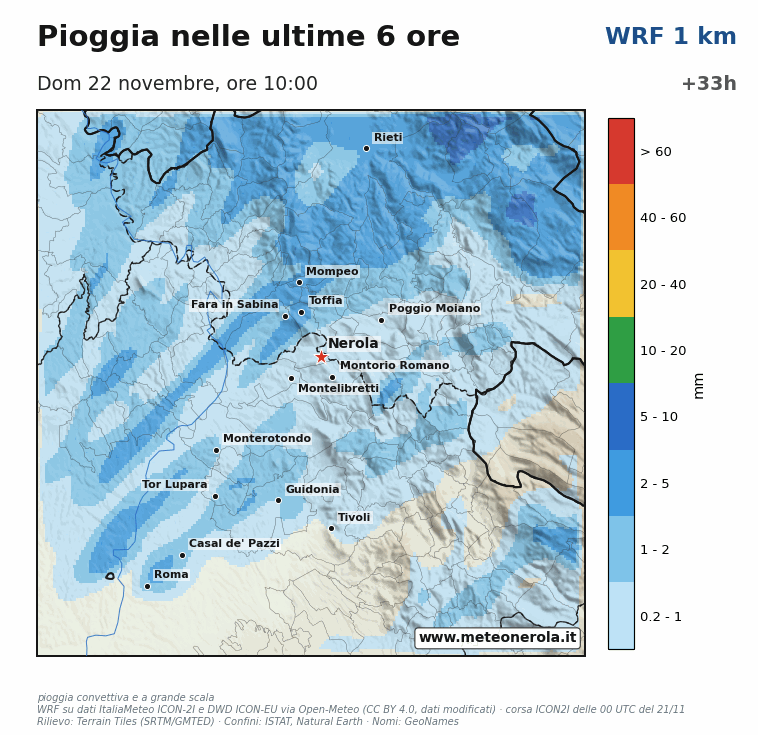 Pioggia nelle ultime 6 ore
WRF 1 km
Dom 22 novembre, ore 10:00
+33h
Rieti
> 60
40 - 60
20 - 40
10 - 20
5 - 10
2 - 5
1 - 2
0.2 - 1
mm
Mompeo
Fara in Sabina
Toffia
Poggio Moiano
Nerola
Montorio Romano
Montelibretti
Monterotondo
Tor Lupara
Guidonia
Tivoli
Casal de' Pazzi
Roma
www.meteonerola.it
pioggia convettiva e a grande scala
WRF su dati ItaliaMeteo ICON-2I e DWD ICON-EU via Open-Meteo (CC BY 4.0, dati modificati) · corsa ICON2I delle 00 UTC del 21/11
Rilievo: Terrain Tiles (SRTM/GMTED) · Confini: ISTAT, Natural Earth · Nomi: GeoNames